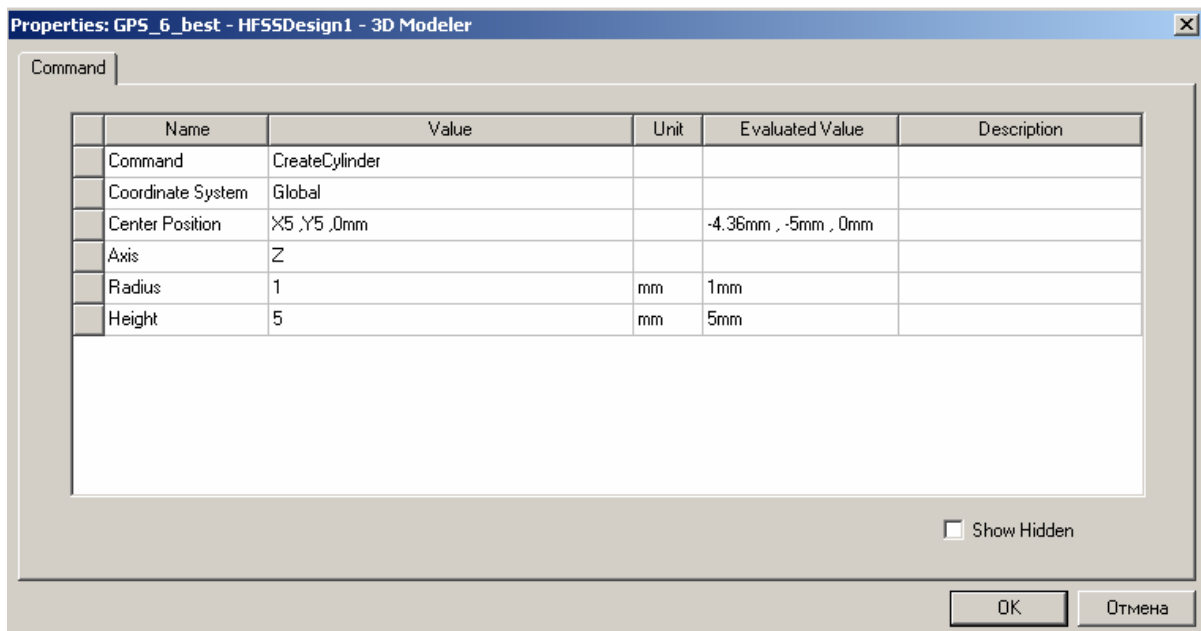 Properties: GPS_6_best - HFSSDesign1 - 3D Modeler
Command
Name Value Unit Evaluated Value Description
Command CreateCylinder
Coordinate System Global
Center Position X5 ,Y5 ,0mm -4.36mm , -5mm , 0mm
Axis Z
Radius 1 mm 1mm
Height 5 mm 5mm
Show Hidden
OK Отмена